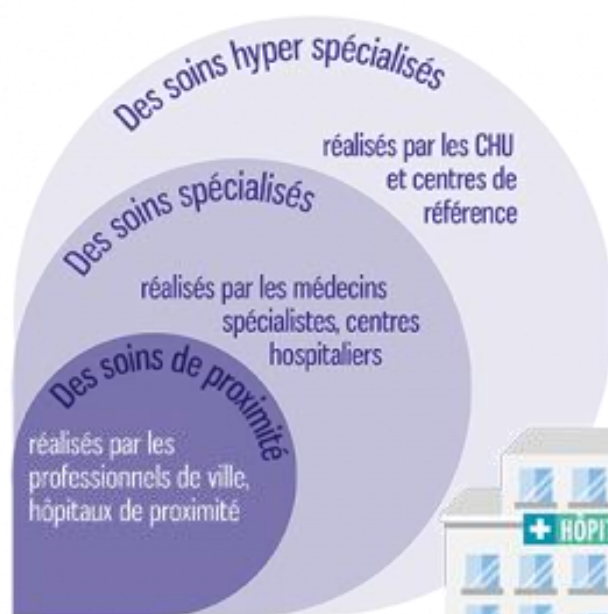 Des soins hyper spécialisés
réalisés par les CHU
et centres de
référence
Des soins spécialisés
réalisés par les médecins
spécialistes, centres
hospitaliers
Des soins de proximité
réalisés par les
professionnels de ville,
hôpitaux de proximité
HÔPIT